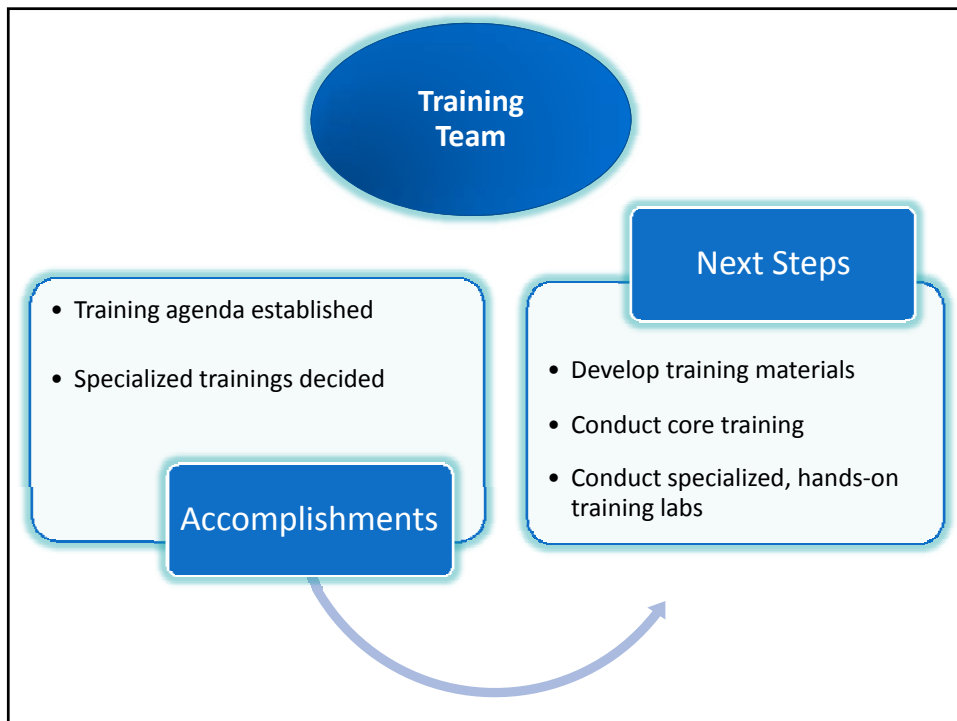 Training
Team
• Training agenda established
• Specialized trainings decided
Accomplishments
Next Steps
• Develop training materials
• Conduct core training
• Conduct specialized, hands-on
training labs